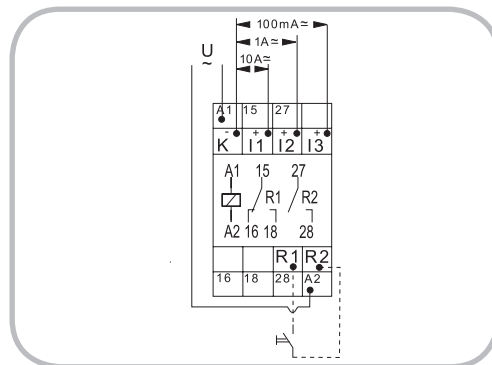 100mA≂
1A≂
U
~
10A≂
A1 15 27
- + + +
K I1 I2 I3
A1 15 27
R1 R2
A2 16 18 28
R1 R2
16 18 28 A2